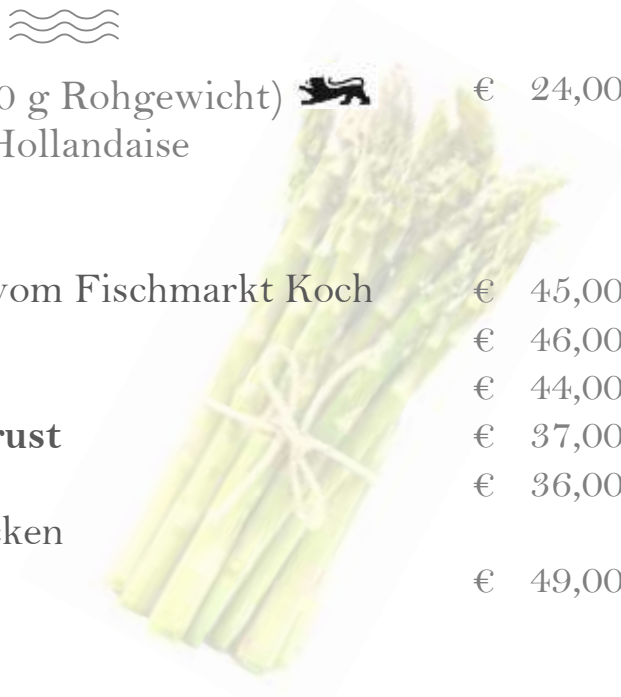 0 g Rohgewicht) € 24,00
Hollandaise
vom Fischmarkt Koch € 45,00
€ 46,00
€ 44,00
rust € 37,00
€ 36,00
cken
€ 49,00